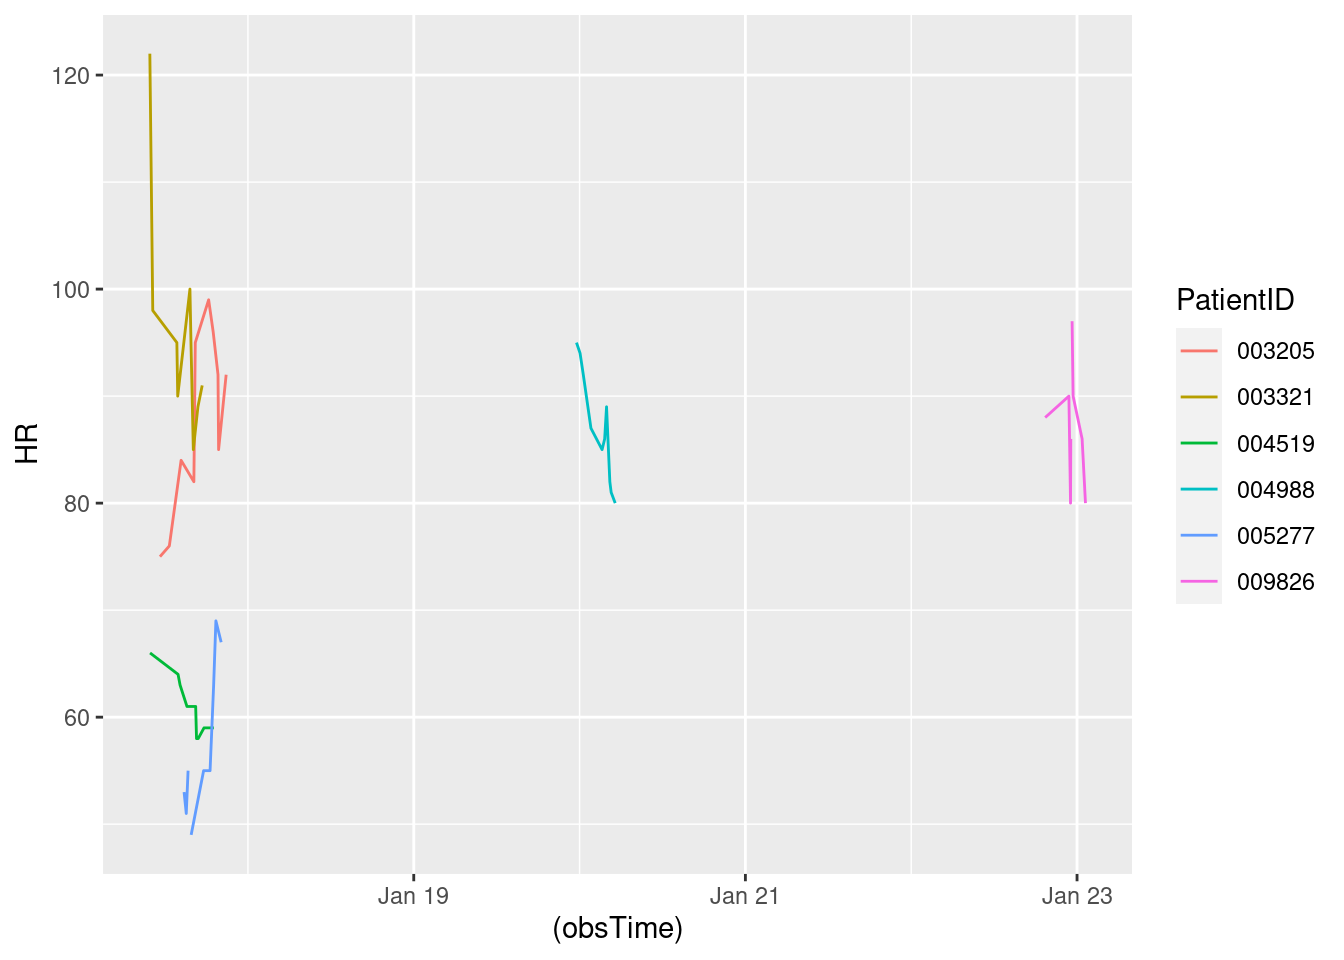 HR
120
100
80
60
Jan 19
Jan 21
Jan 23
(obsTime)
PatientID
003205
003321
004519
004988
005277
009826